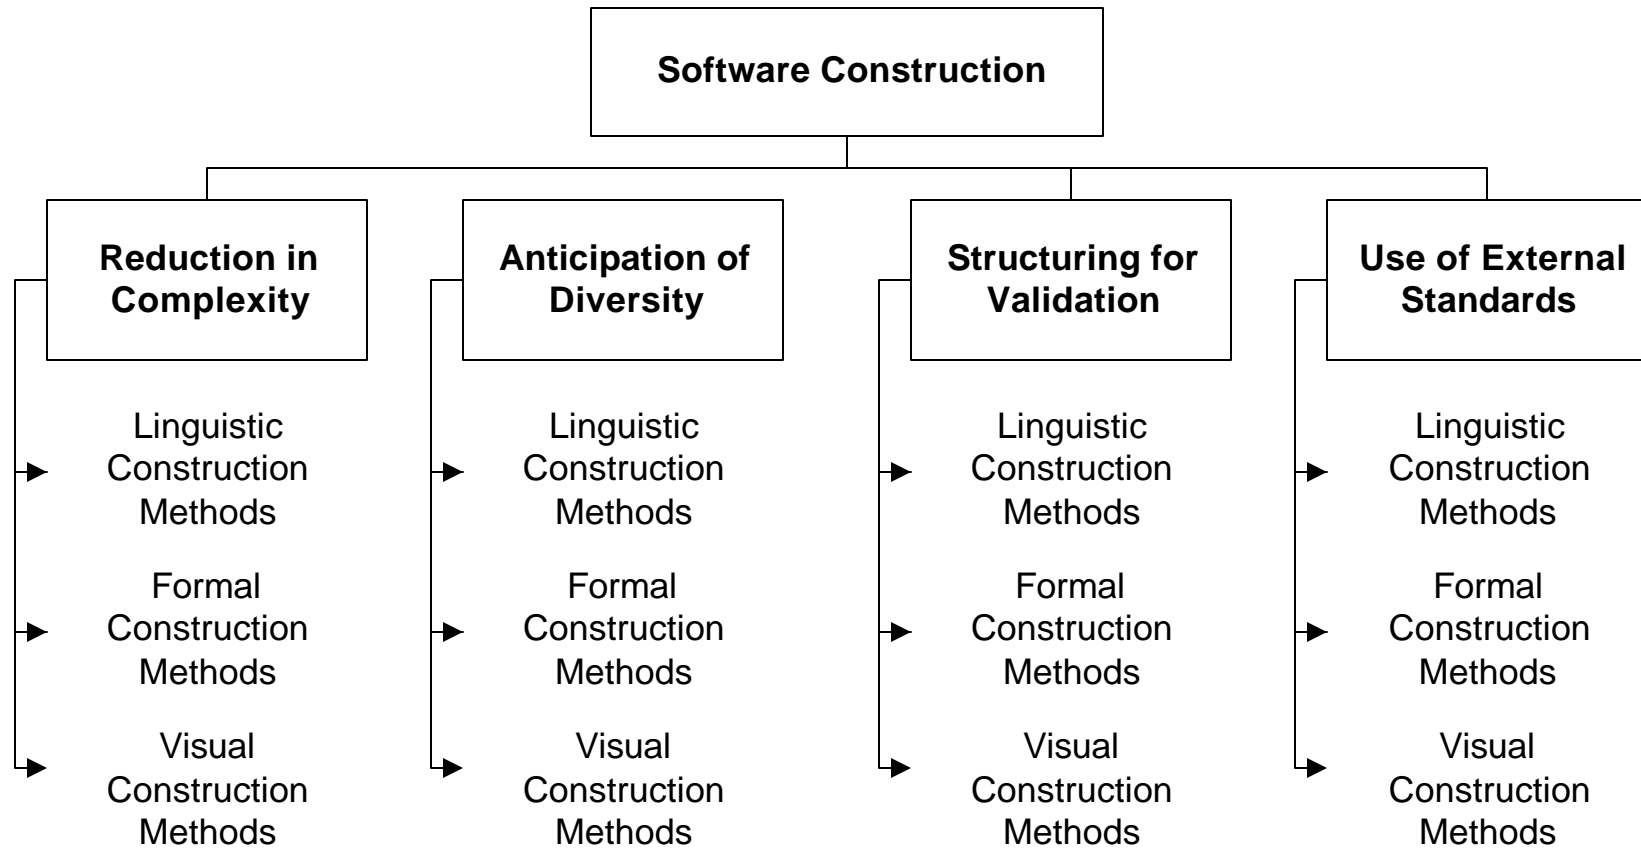 Software Construction
Reduction in
Complexity
Anticipation of
Diversity
Structuring for
Validation
Use of External
Standards
Linguistic
Construction
Methods
Formal
Construction
Methods
Visual
Construction
Methods
Linguistic
Construction
Methods
Formal
Construction
Methods
Visual
Construction
Methods
Linguistic
Construction
Methods
Formal
Construction
Methods
Visual
Construction
Methods
Linguistic
Construction
Methods
Formal
Construction
Methods
Visual
Construction
Methods